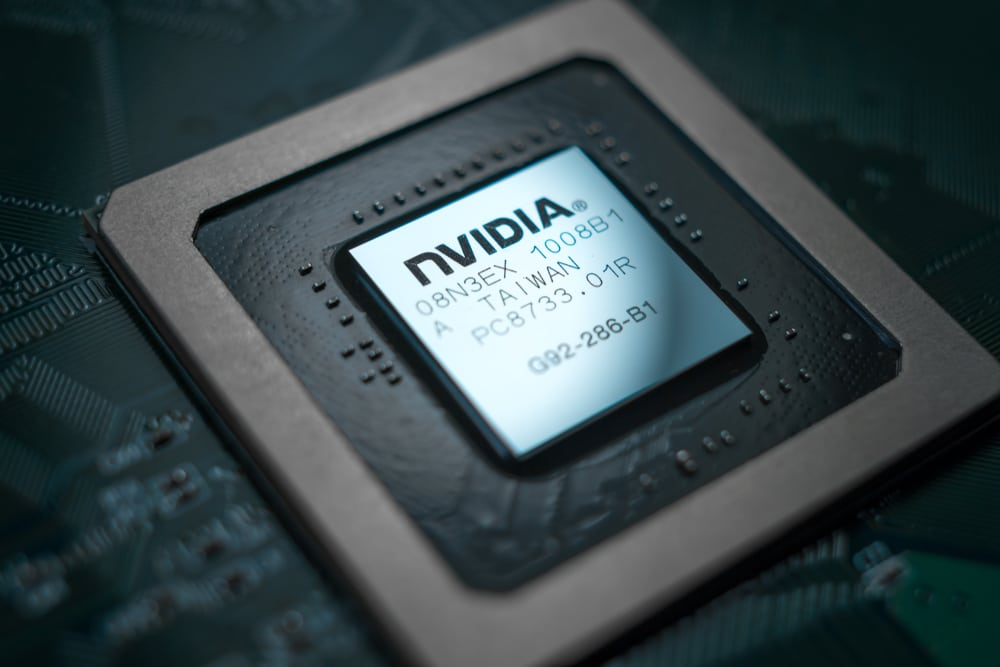 nVIDIA®
08N3EX 1008B1
A TAIWAN
PC8733.01R
G92-286-B1